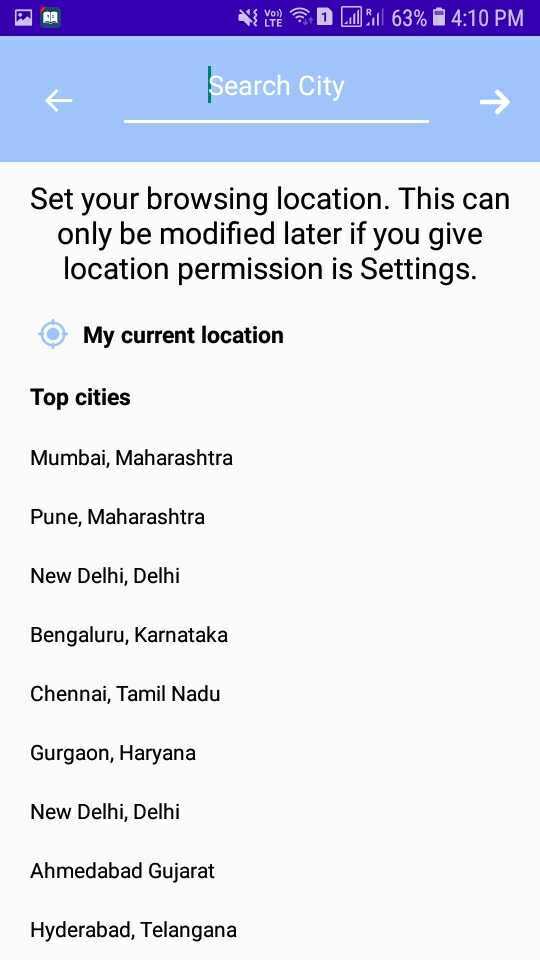 Vo)) LTE 1 R 63% 4:10 PM
Search City
Set your browsing location. This can
only be modified later if you give
location permission is Settings.
My current location
Top cities
Mumbai, Maharashtra
Pune, Maharashtra
New Delhi, Delhi
Bengaluru, Karnataka
Chennai, Tamil Nadu
Gurgaon, Haryana
New Delhi, Delhi
Ahmedabad Gujarat
Hyderabad, Telangana